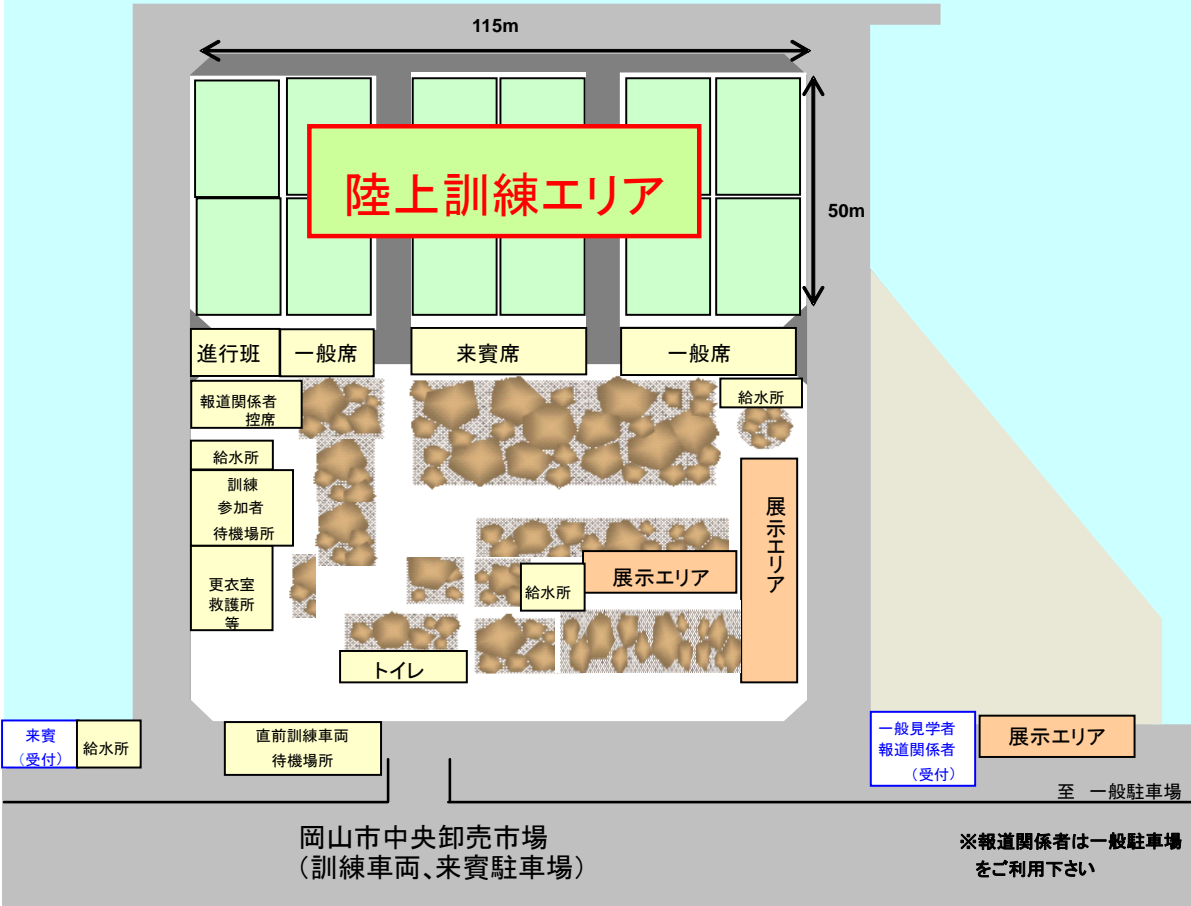 115m
陸上訓練エリア
50m
進行班
一般席
来賓席
一般席
報道関係者
控席
給水所
給水所
訓練
参加者
待機場所
展示エリア
展示エリア
給水所
更衣室
救護所
等
トイレ
来賓
(受付)
給水所
直前訓練車両
待機場所
一般見学者
報道関係者
(受付)
展示エリア
至 一般駐車場
岡山市中央卸売市場
(訓練車両、来賓駐車場)
※報道関係者は一般駐車場
をご利用下さい